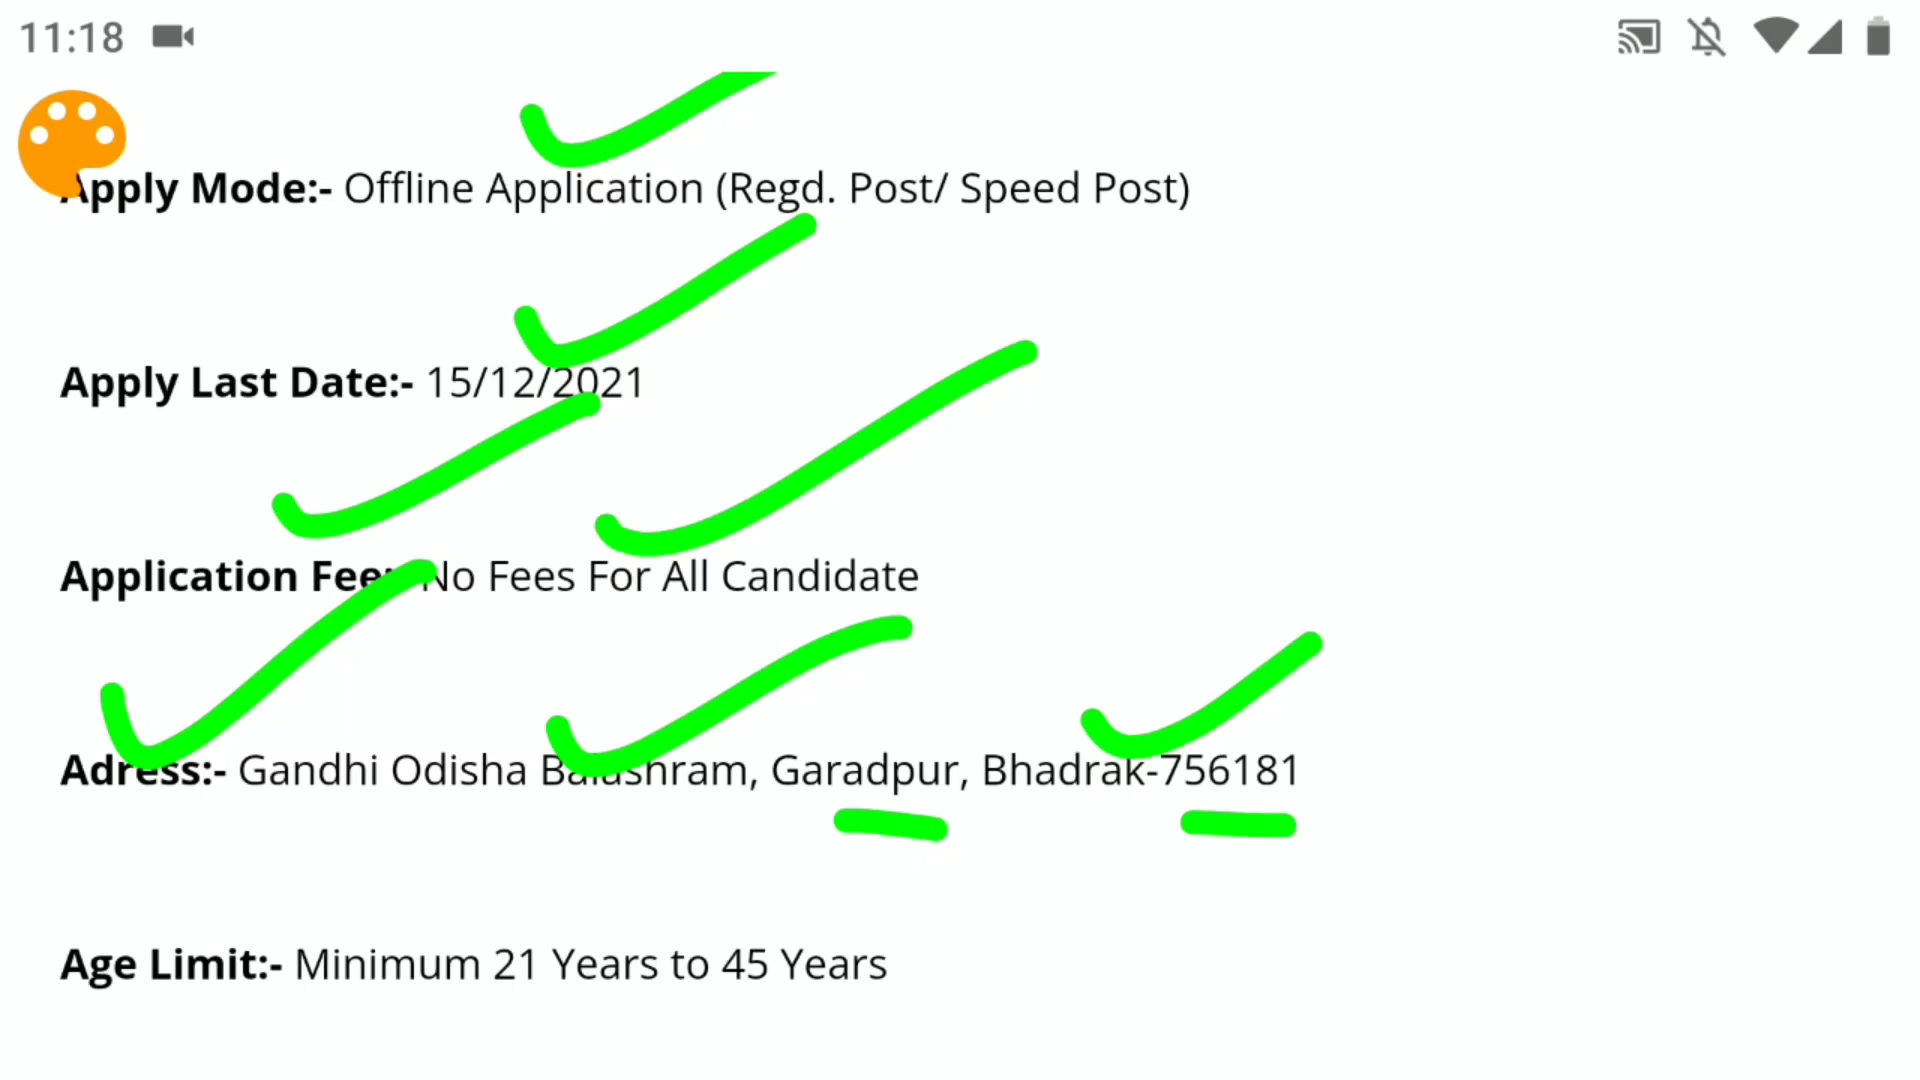 11:18
Apply Mode:- Offline Application (Regd. Post/ Speed Post)
Apply Last Date:- 15/12/2021
Application Fee:- No Fees For All Candidate
Adress:- Gandhi Odisha Balashram, Garadpur, Bhadrak-756181
Age Limit:- Minimum 21 Years to 45 Years